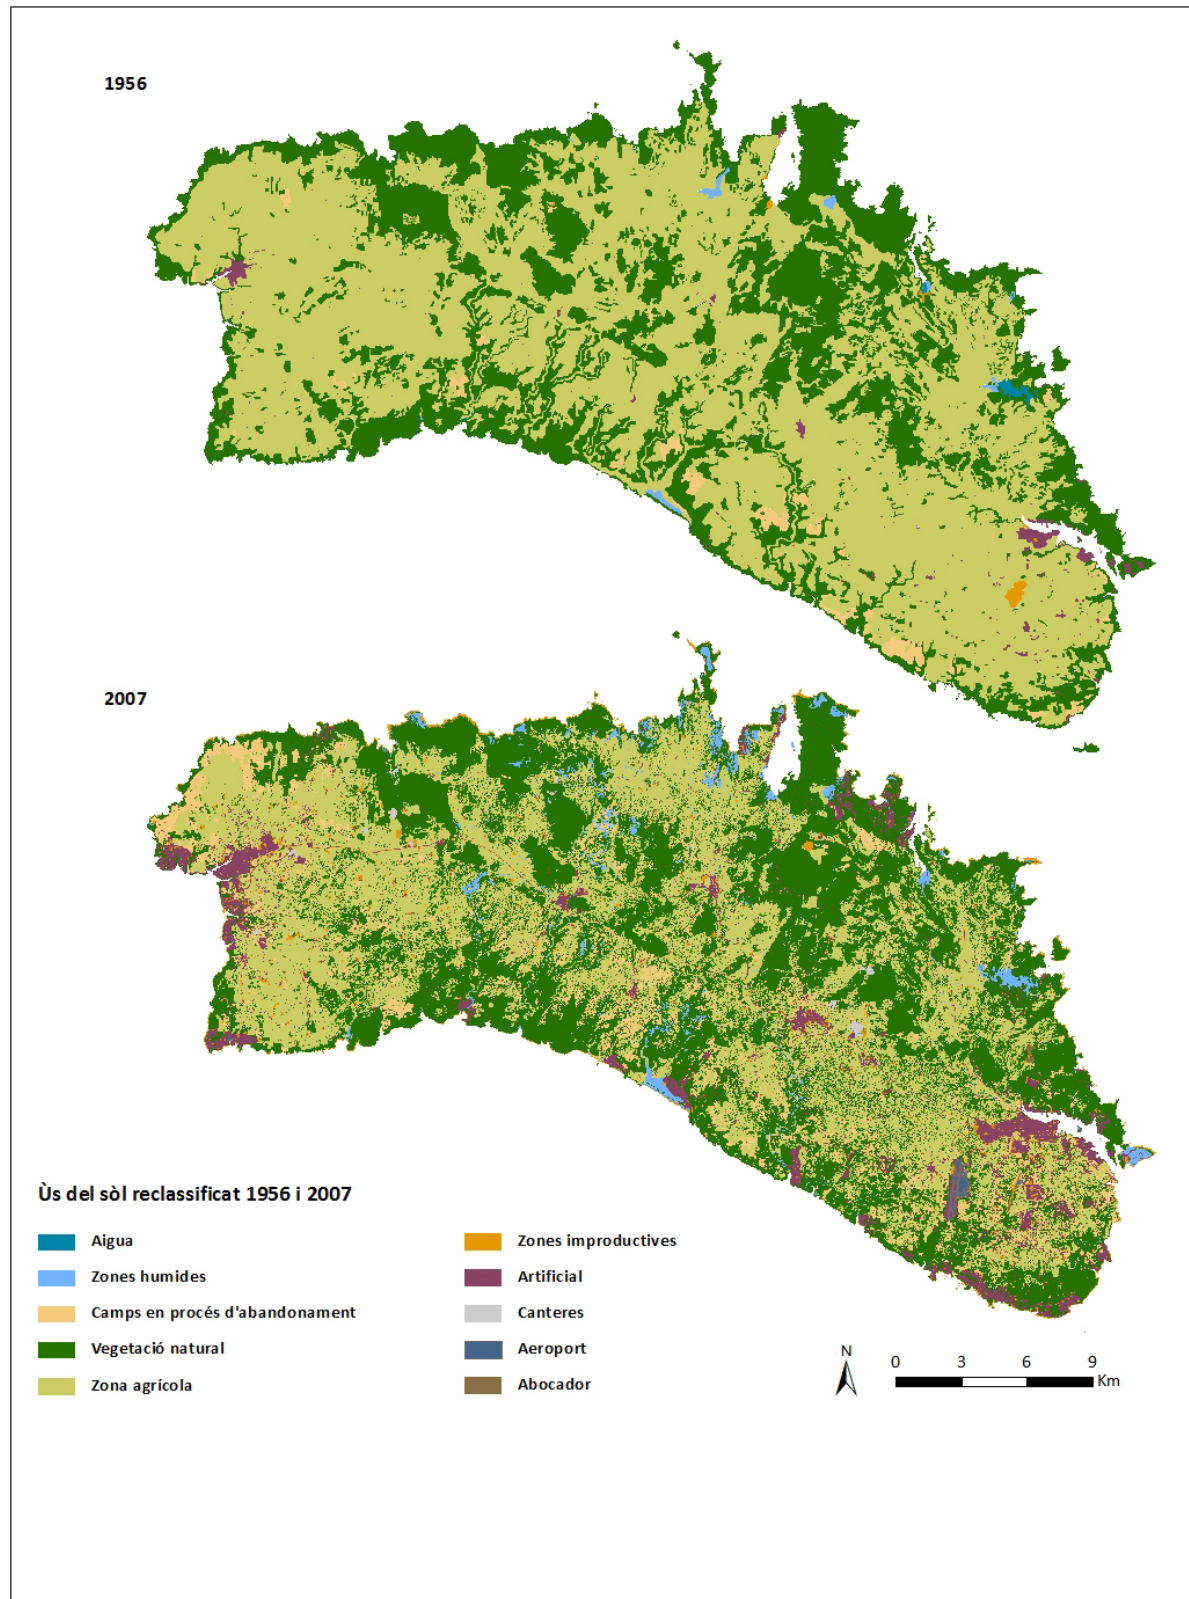 1956
2007
Ùs del sòl reclassificat 1956 i 2007
Aigua
Zones humides
Camps en procés d'abandonament
Vegetació natural
Zona agrícola
Zones improductives
Artificial
Canteres
Aeroport
Abocador
N
0 3 6 9
Km